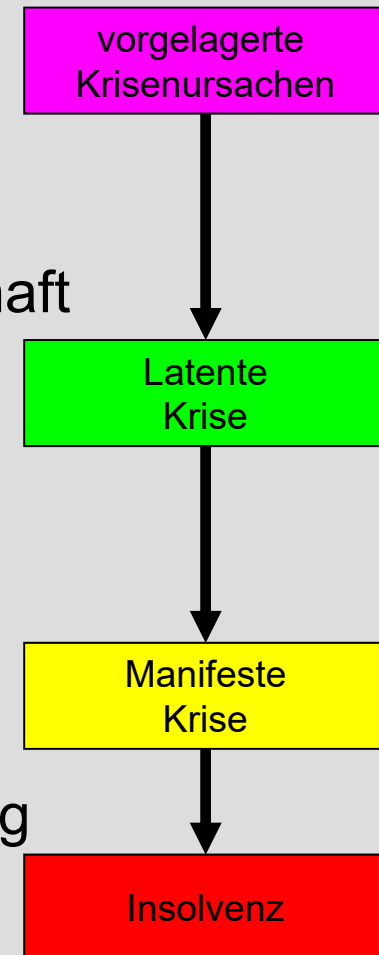 vorgelagerte
Krisenursachen
aft
Latente
Krise
Manifeste
Krise
g
Insolvenz